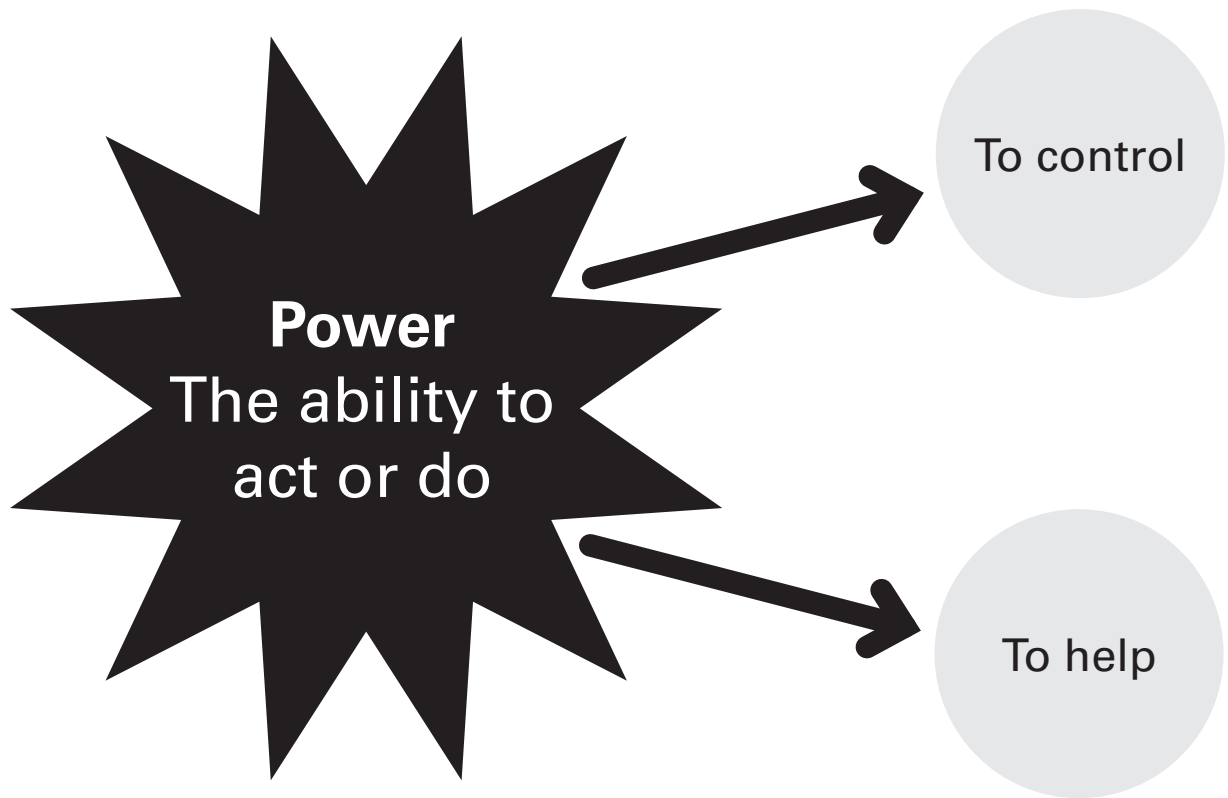 Power
The ability to
act or do
To control
To help